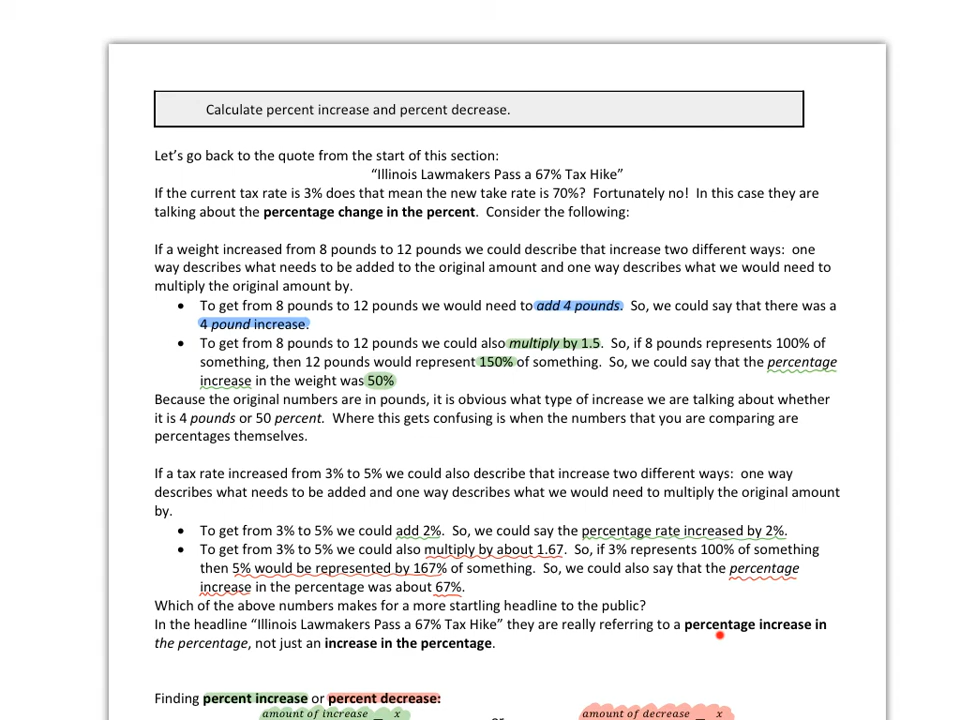 Calculate percent increase and percent decrease.
Let’s go back to the quote from the start of this section:
“Illinois Lawmakers Pass a 67% Tax Hike”
If the current tax rate is 3% does that mean the new take rate is 70%?  Fortunately no!  In this case they are
talking about the percentage change in the percent.  Consider the following:
If a weight increased from 8 pounds to 12 pounds we could describe that increase two different ways:  one
way describes what needs to be added to the original amount and one way describes what we would need to
multiply the original amount by.
• To get from 8 pounds to 12 pounds we would need to add 4 pounds.  So, we could say that there was a
4 pound increase.
• To get from 8 pounds to 12 pounds we could also multiply by 1.5.  So, if 8 pounds represents 100% of
something, then 12 pounds would represent 150% of something.  So, we could say that the percentage
increase in the weight was 50%
Because the original numbers are in pounds, it is obvious what type of increase we are talking about whether
it is 4 pounds or 50 percent.  Where this gets confusing is when the numbers that you are comparing are
percentages themselves.
If a tax rate increased from 3% to 5% we could also describe that increase two different ways:  one way
describes what needs to be added and one way describes what we would need to multiply the original amount
by.
• To get from 3% to 5% we could add 2%.  So, we could say the percentage rate increased by 2%.
• To get from 3% to 5% we could also multiply by about 1.67.  So, if 3% represents 100% of something
then 5% would be represented by 167% of something.  So, we could also say that the percentage
increase in the percentage was about 67%.
Which of the above numbers makes for a more startling headline to the public?
In the headline “Illinois Lawmakers Pass a 67% Tax Hike” they are really referring to a percentage increase in
the percentage, not just an increase in the percentage.
Finding percent increase or percent decrease:
amount of increase x or amount of decrease x